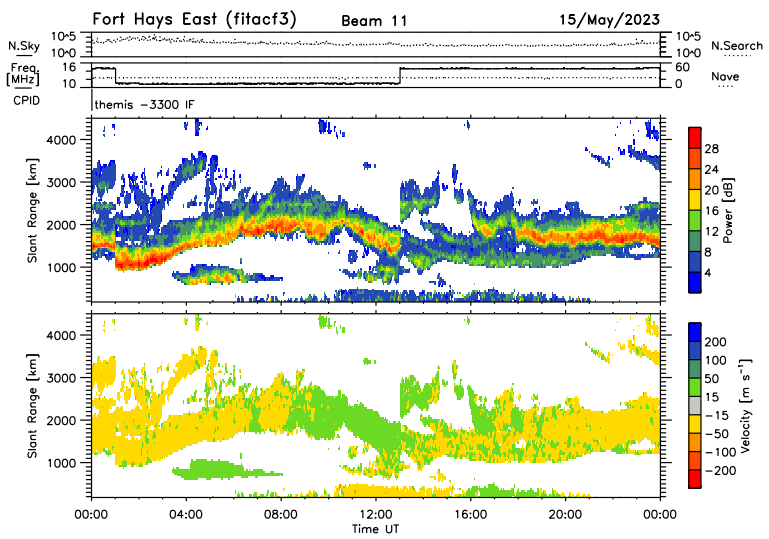 Fort Hays East (fitacf3) Beam 11 15/May/2023
N.Sky 10^5 10^0 10^5 10^0 N.Search
Freq. [MHz] 16 10 60 0 Nave
CPID themis -3300 IF
Slant Range [km] 4000 3000 2000 1000
Power [dB] 28 24 20 16 12 8 4
Slant Range [km] 4000 3000 2000 1000
Velocity [m s⁻¹] 200 100 50 15 -15 -50 -100 -200
00:00 04:00 08:00 12:00 16:00 20:00 00:00
Time UT